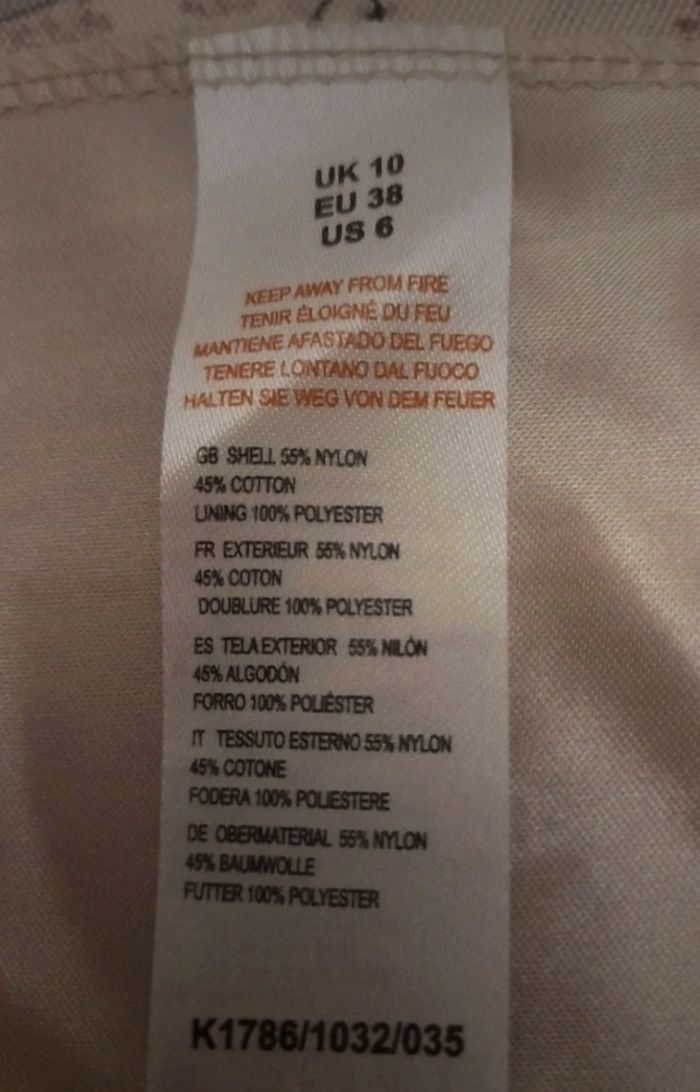 UK 10
EU 38
US 6
KEEP AWAY FROM FIRE
TENIR ÉLOIGNÉ DU FEU
MANTIENE AFASTADO DEL FUEGO
TENERE LONTANO DAL FUOCO
HALTEN SIE WEG VON DEM FEUER
GB SHELL 55% NYLON
45% COTTON
LINING 100% POLYESTER
FR EXTERIEUR 55% NYLON
45% COTON
DOUBLURE 100% POLYESTER
ES TELA EXTERIOR 55% NILÓN
45% ALGODÓN
FORRO 100% POLIÉSTER
IT TESSUTO ESTERNO 55% NYLON
45% COTONE
FODERA 100% POLIESTERE
DE OBERMATERIAL 55% NYLON
45% BAUMWOLLE
FUTTER 100% POLYESTER
K1786/1032/035